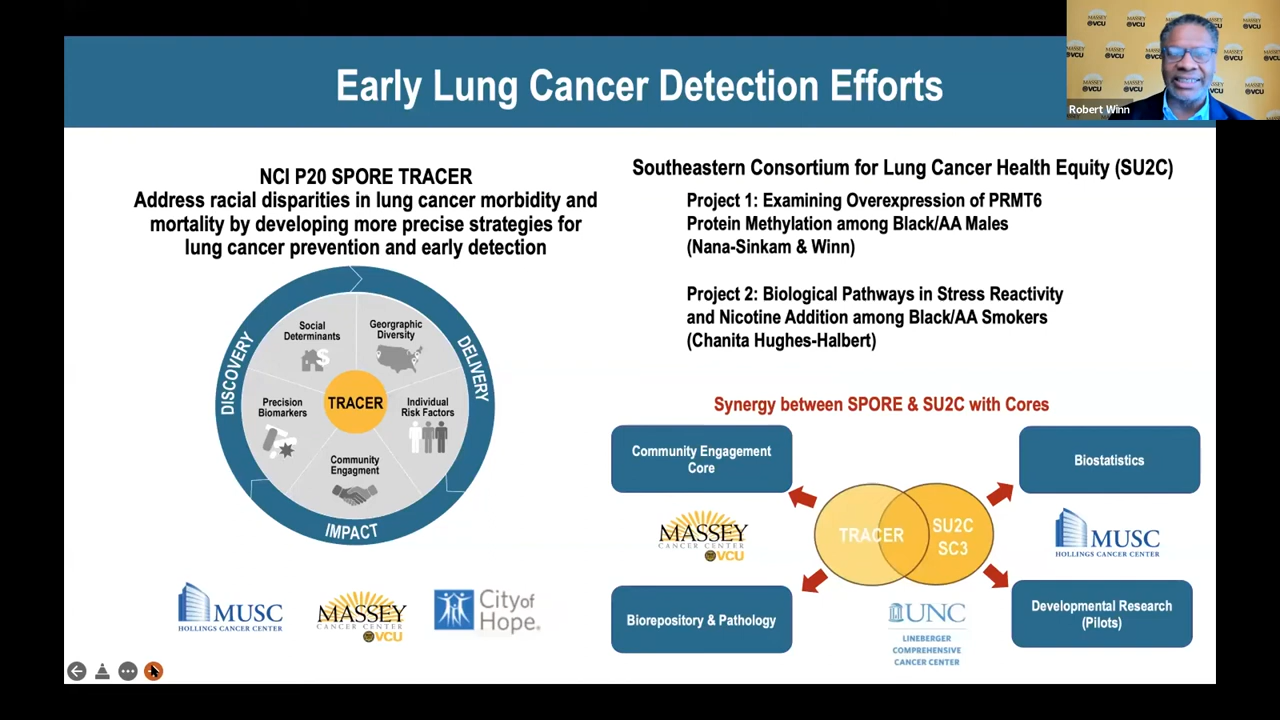 Early Lung Cancer Detection Efforts
MASSEY
@VCU
Robert Winn
NCI P20 SPORE TRACER
Address racial disparities in lung cancer morbidity and
mortality by developing more precise strategies for
lung cancer prevention and early detection
DISCOVERY
DELIVERY
IMPACT
Social
Determinants
Georgraphic
Diversity
Precision
Biomarkers
TRACER
Individual
Risk Factors
Community
Engagment
MUSC
HOLLINGS CANCER CENTER
MASSEY
CANCER CENTER
VCU
City of
Hope®
Southeastern Consortium for Lung Cancer Health Equity (SU2C)
Project 1: Examining Overexpression of PRMT6
Protein Methylation among Black/AA Males
(Nana-Sinkam & Winn)
Project 2: Biological Pathways in Stress Reactivity
and Nicotine Addition among Black/AA Smokers
(Chanita Hughes-Halbert)
Synergy between SPORE & SU2C with Cores
Community Engagement
Core
Biostatistics
MASSEY
CANCER CENTER
VCU
TRACER
SU2C
SC3
MUSC
HOLLINGS CANCER CENTER
Biorepository & Pathology
UNC
LINEBERGER
COMPREHENSIVE
CANCER CENTER
Developmental Research
(Pilots)